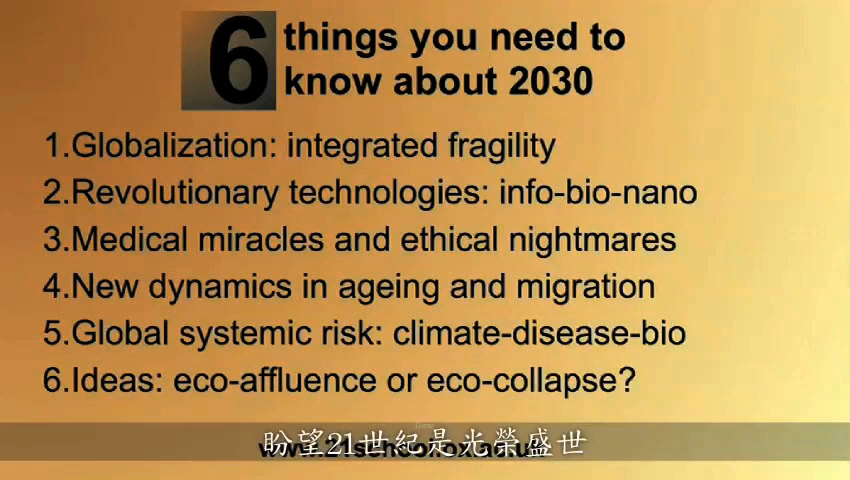 6 things you need to
know about 2030
1.Globalization: integrated fragility
2.Revolutionary technologies: info-bio-nano
3.Medical miracles and ethical nightmares
4.New dynamics in ageing and migration
5.Global systemic risk: climate-disease-bio
6.Ideas: eco-affluence or eco-collapse?
Demo
盼望21世紀是光榮盛世